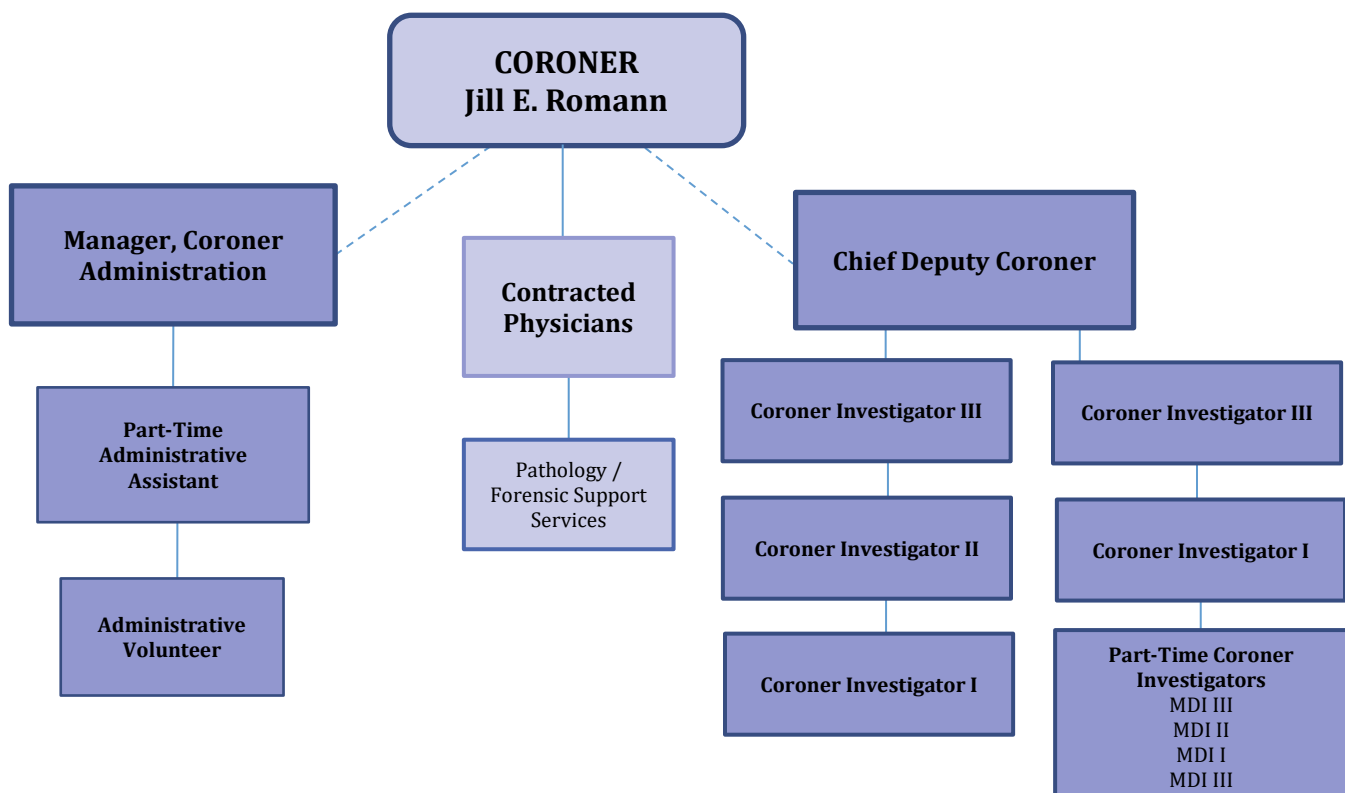 CORONER
Jill E. Romann
Manager, Coroner
Administration
Contracted
Physicians
Chief Deputy Coroner
Part-Time
Administrative
Assistant
Pathology /
Forensic Support
Services
Administrative
Volunteer
Coroner Investigator III
Coroner Investigator II
Coroner Investigator I
Coroner Investigator III
Coroner Investigator I
Part-Time Coroner
Investigators
MDI III
MDI II
MDI I
MDI III